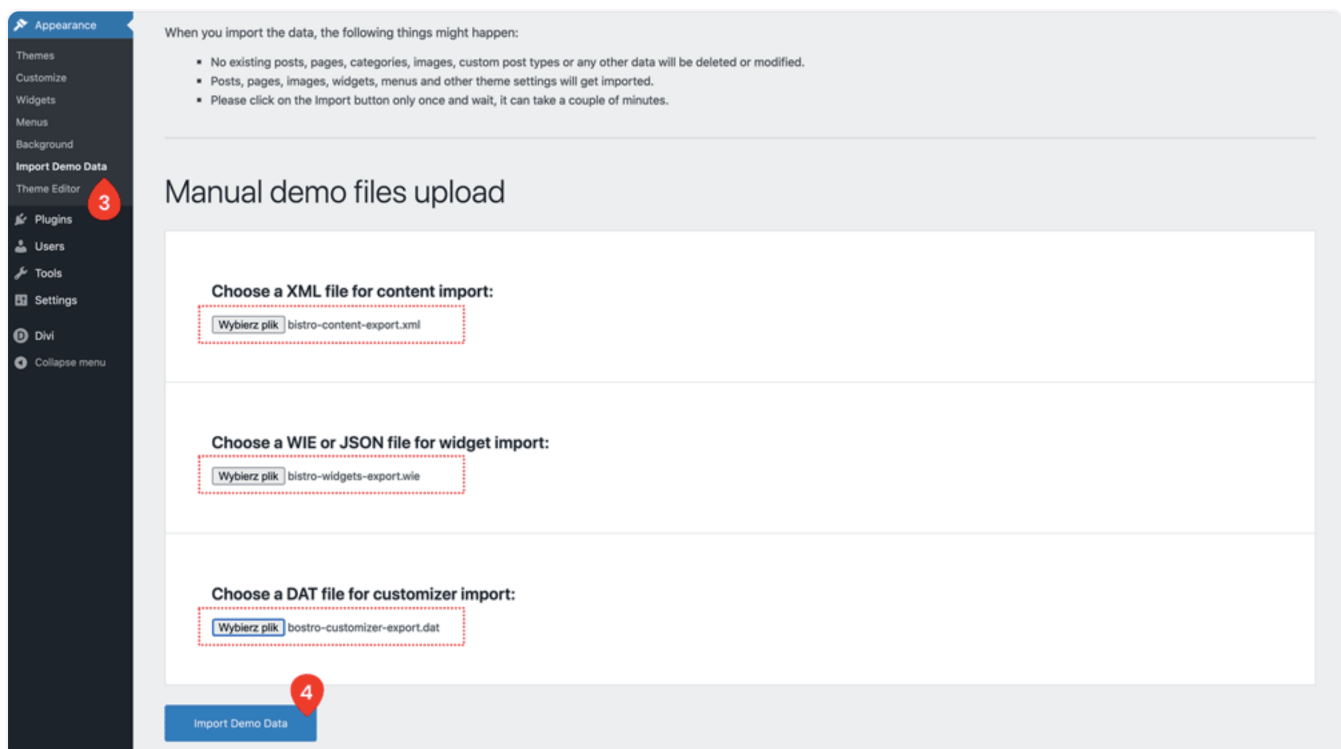 Appearance
Themes
Customize
Widgets
Menus
Background
Import Demo Data
Theme Editor
3
Plugins
Users
Tools
Settings
Divi
Collapse menu
When you import the data, the following things might happen:
No existing posts, pages, categories, images, custom post types or any other data will be deleted or modified.
Posts, pages, images, widgets, menus and other theme settings will get imported.
Please click on the Import button only once and wait, it can take a couple of minutes.
Manual demo files upload
Choose a XML file for content import:
Wybierz plik bistro-content-export.xml
Choose a WIE or JSON file for widget import:
Wybierz plik bistro-widgets-export.wie
Choose a DAT file for customizer import:
Wybierz plik bostro-customizer-export.dat
4
Import Demo Data